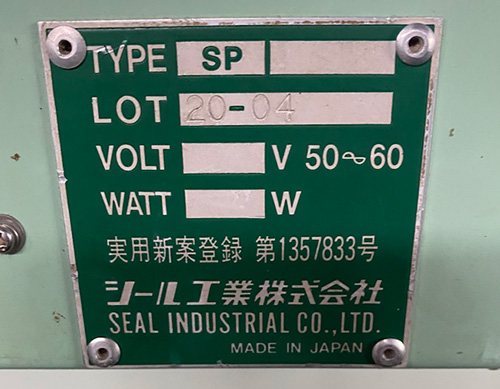 TYPE SP
LOT 20-04
VOLT V 50~60
WATT W
実用新案登録 第1357833号
シール工業株式会社
SEAL INDUSTRIAL CO.,LTD.
MADE IN JAPAN